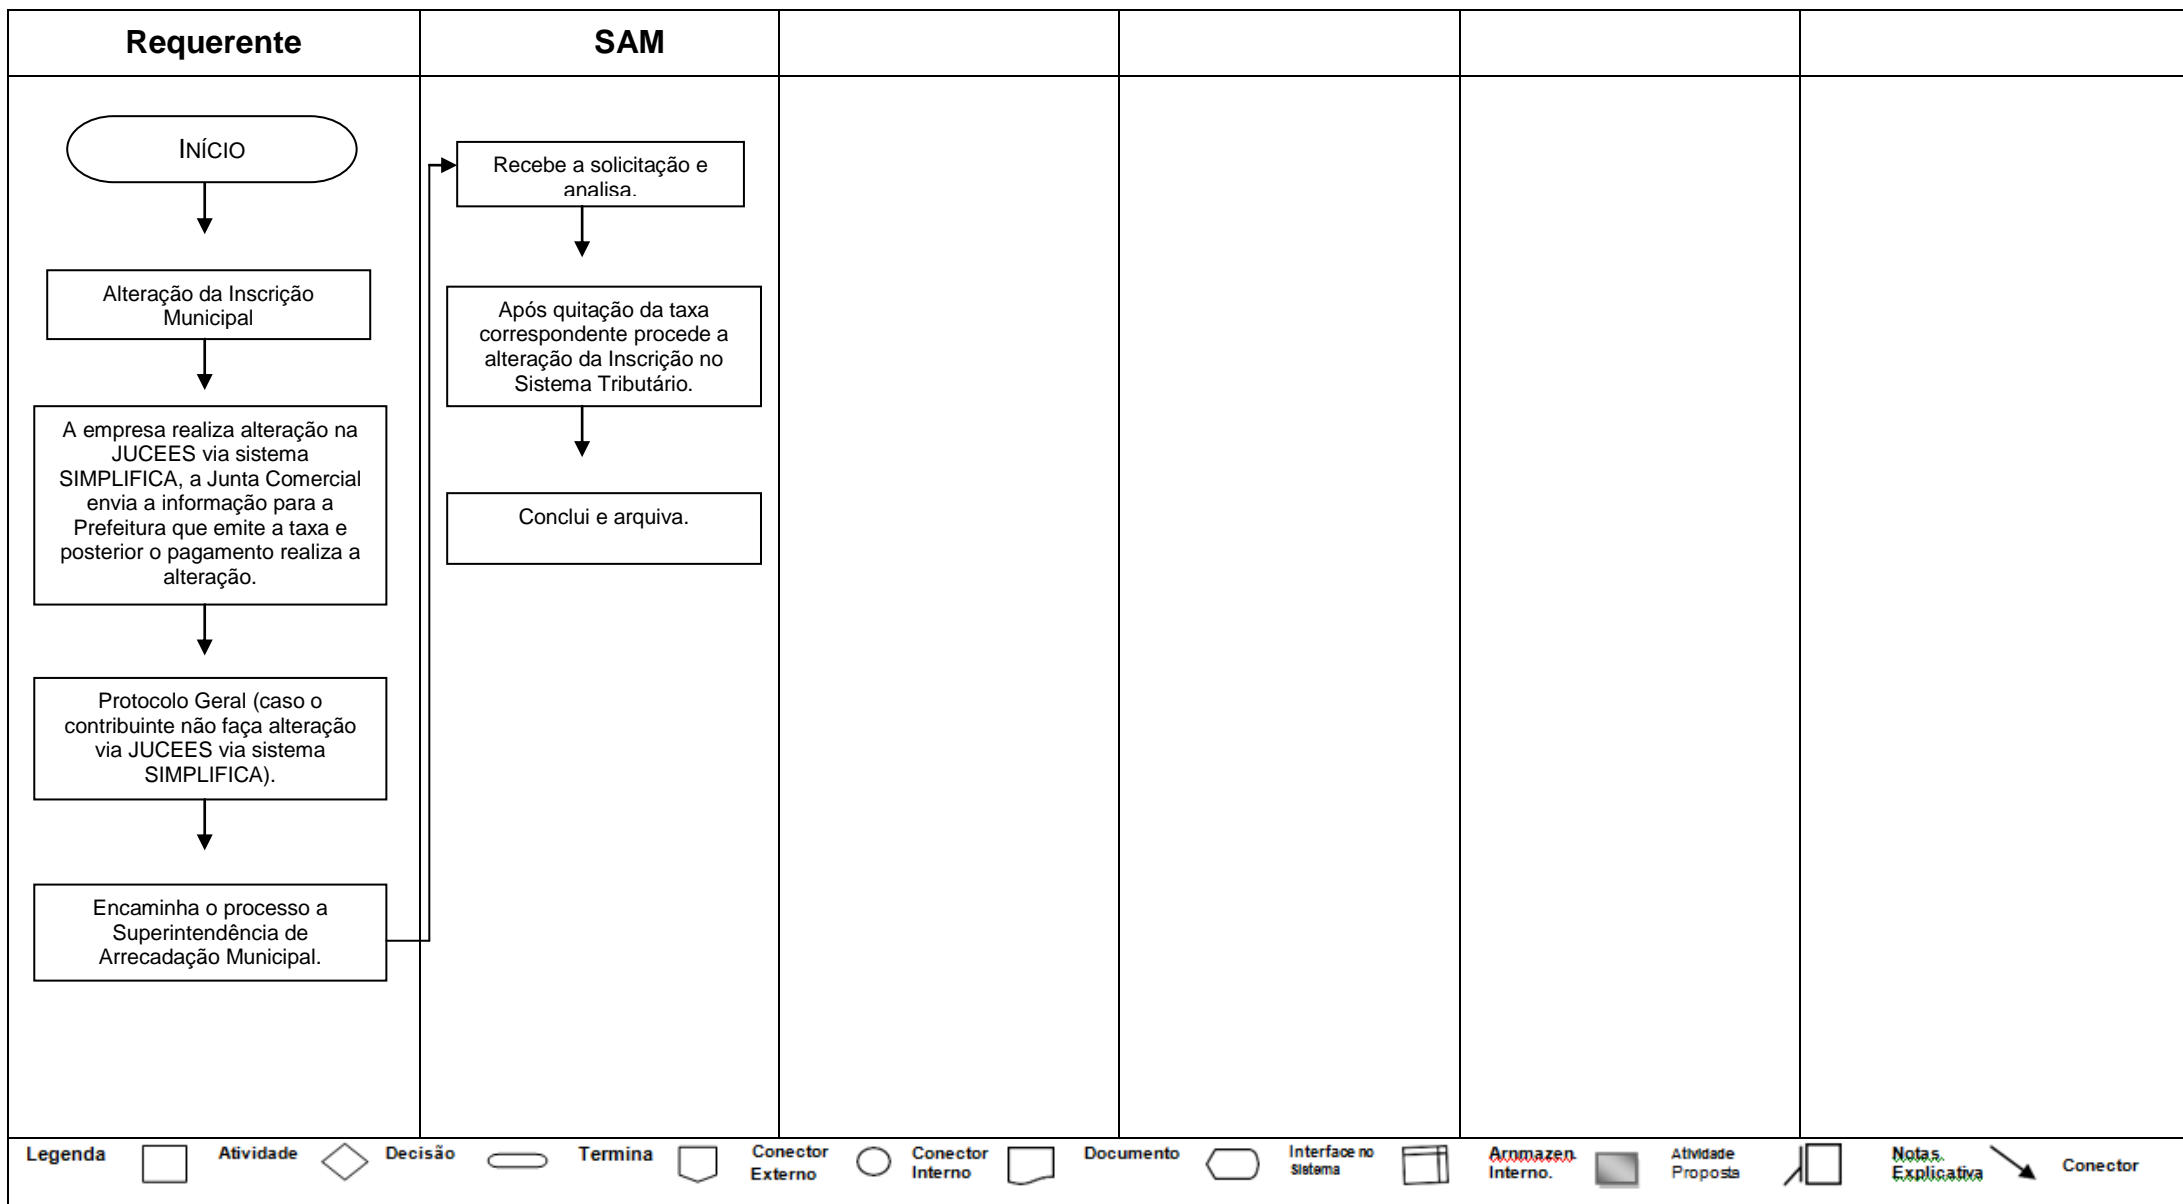 Requerente
SAM
INÍCIO
Alteração da Inscrição
Municipal
A empresa realiza alteração na
JUCEES via sistema
SIMPLIFICA, a Junta Comercial
envia a informação para a
Prefeitura que emite a taxa e
posterior o pagamento realiza a
alteração.
Protocolo Geral (caso o
contribuinte não faça alteração
via JUCEES via sistema
SIMPLIFICA).
Encaminha o processo a
Superintendência de
Arrecadação Municipal.
Recebe a solicitação e
analisa.
Após quitação da taxa
correspondente procede a
alteração da Inscrição no
Sistema Tributário.
Conclui e arquiva.
Legenda
Atividade
Decisão
Termina
Conector
Externo
Conector
Interno
Documento
Interface no
Sistema
Arnmazen.
Interno.
Atividade
Proposta
Notas
Explicativa
Conector